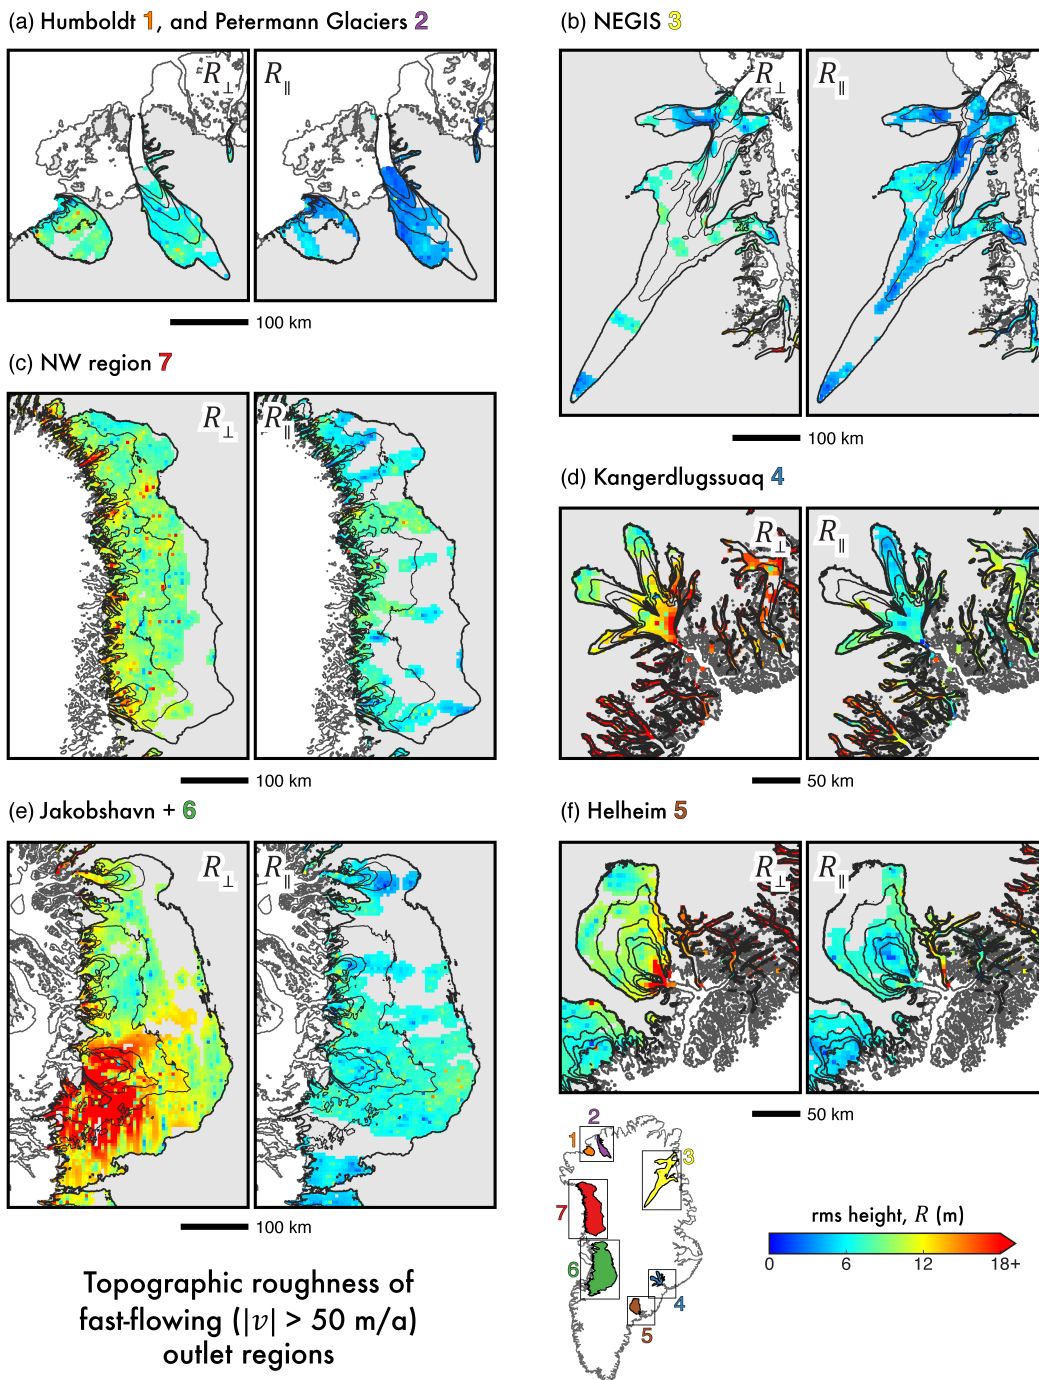 (a) Humboldt 1, and Petermann Glaciers 2
R⊥
R∥
100 km
(b) NEGIS 3
R⊥
R∥
100 km
(c) NW region 7
R⊥
R∥
100 km
(d) Kangerdlugssuaq 4
R⊥
R∥
50 km
(e) Jakobshavn + 6
R⊥
R∥
100 km
(f) Helheim 5
R⊥
R∥
50 km
1
2
3
7
6
4
5
rms height, R (m)
0 6 12 18+
Topographic roughness of
fast-flowing (|v| > 50 m/a)
outlet regions